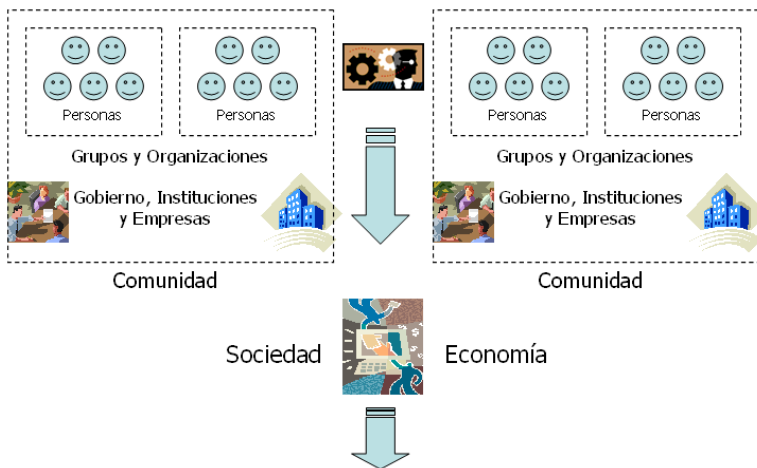 Personas
Personas
Grupos y Organizaciones
Gobierno, Instituciones
y Empresas
Comunidad
Personas
Personas
Grupos y Organizaciones
Gobierno, Instituciones
y Empresas
Comunidad
Sociedad
Economía